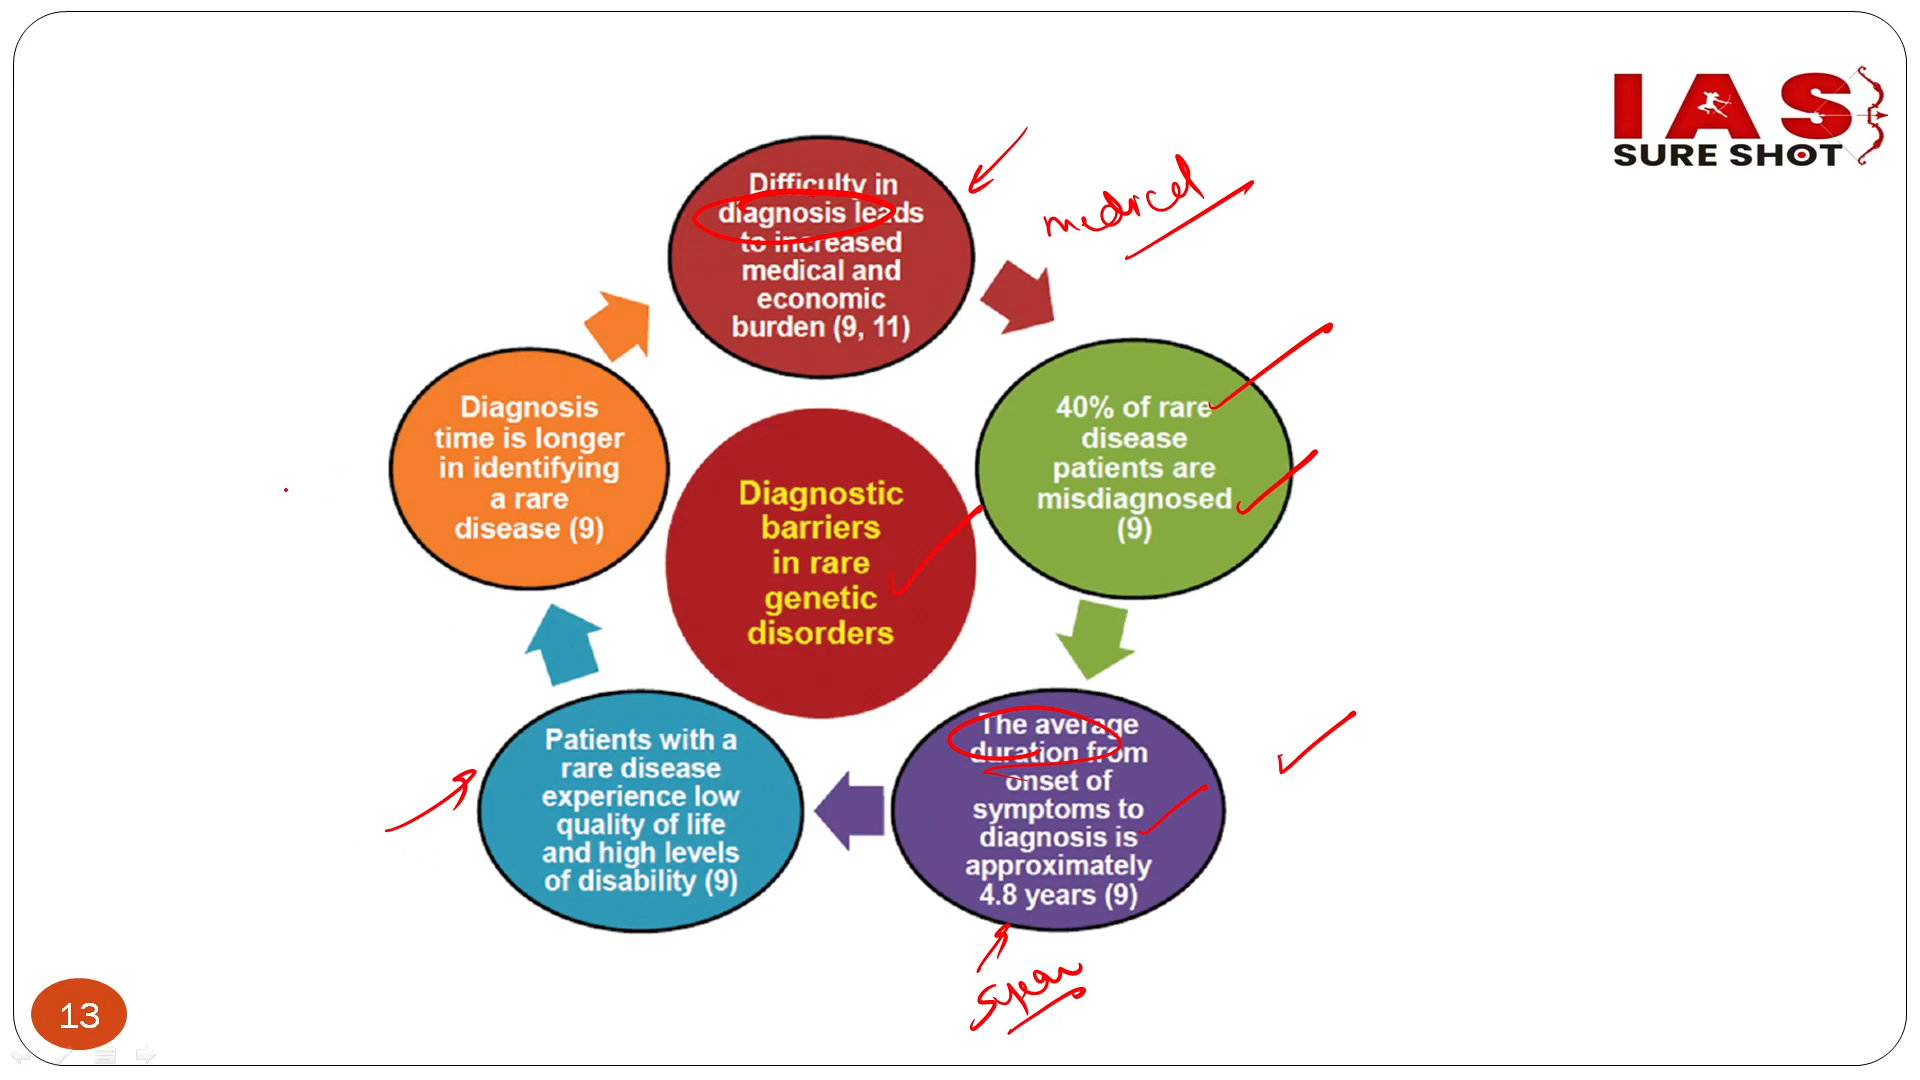 IAS
SURE SHOT
Difficulty in
diagnosis leads
to increased
medical and
economic
burden (9, 11)
medical
40% of rare
disease
patients are
misdiagnosed
(9)
The average
duration from
onset of
symptoms to
diagnosis is
approximately
4.8 years (9)
5year
Patients with a
rare disease
experience low
quality of life
and high levels
of disability (9)
Diagnosis
time is longer
in identifying
a rare
disease (9)
Diagnostic
barriers
in rare
genetic
disorders
13